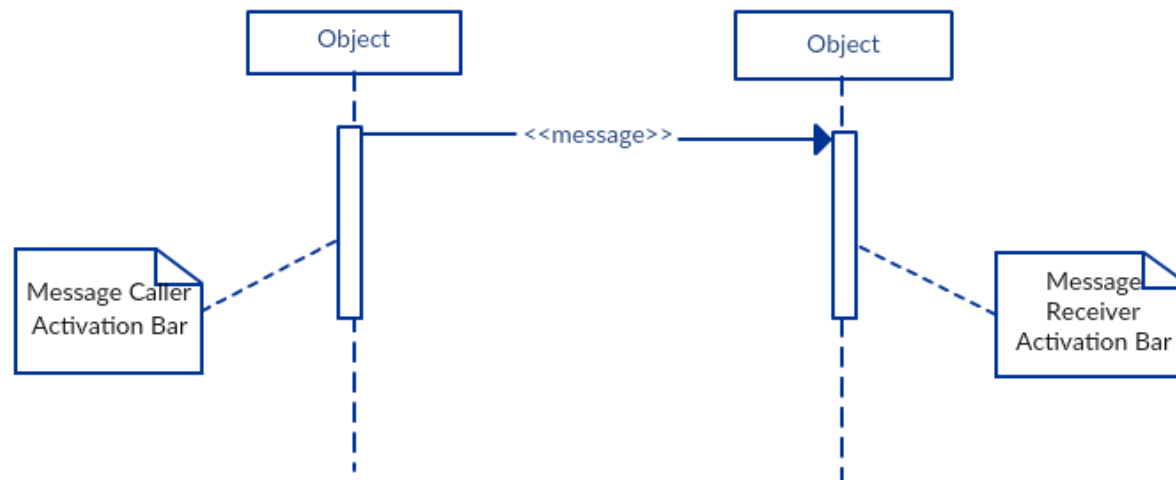 Object
Object
<<message>>
Message Caller
Activation Bar
Message
Receiver
Activation Bar